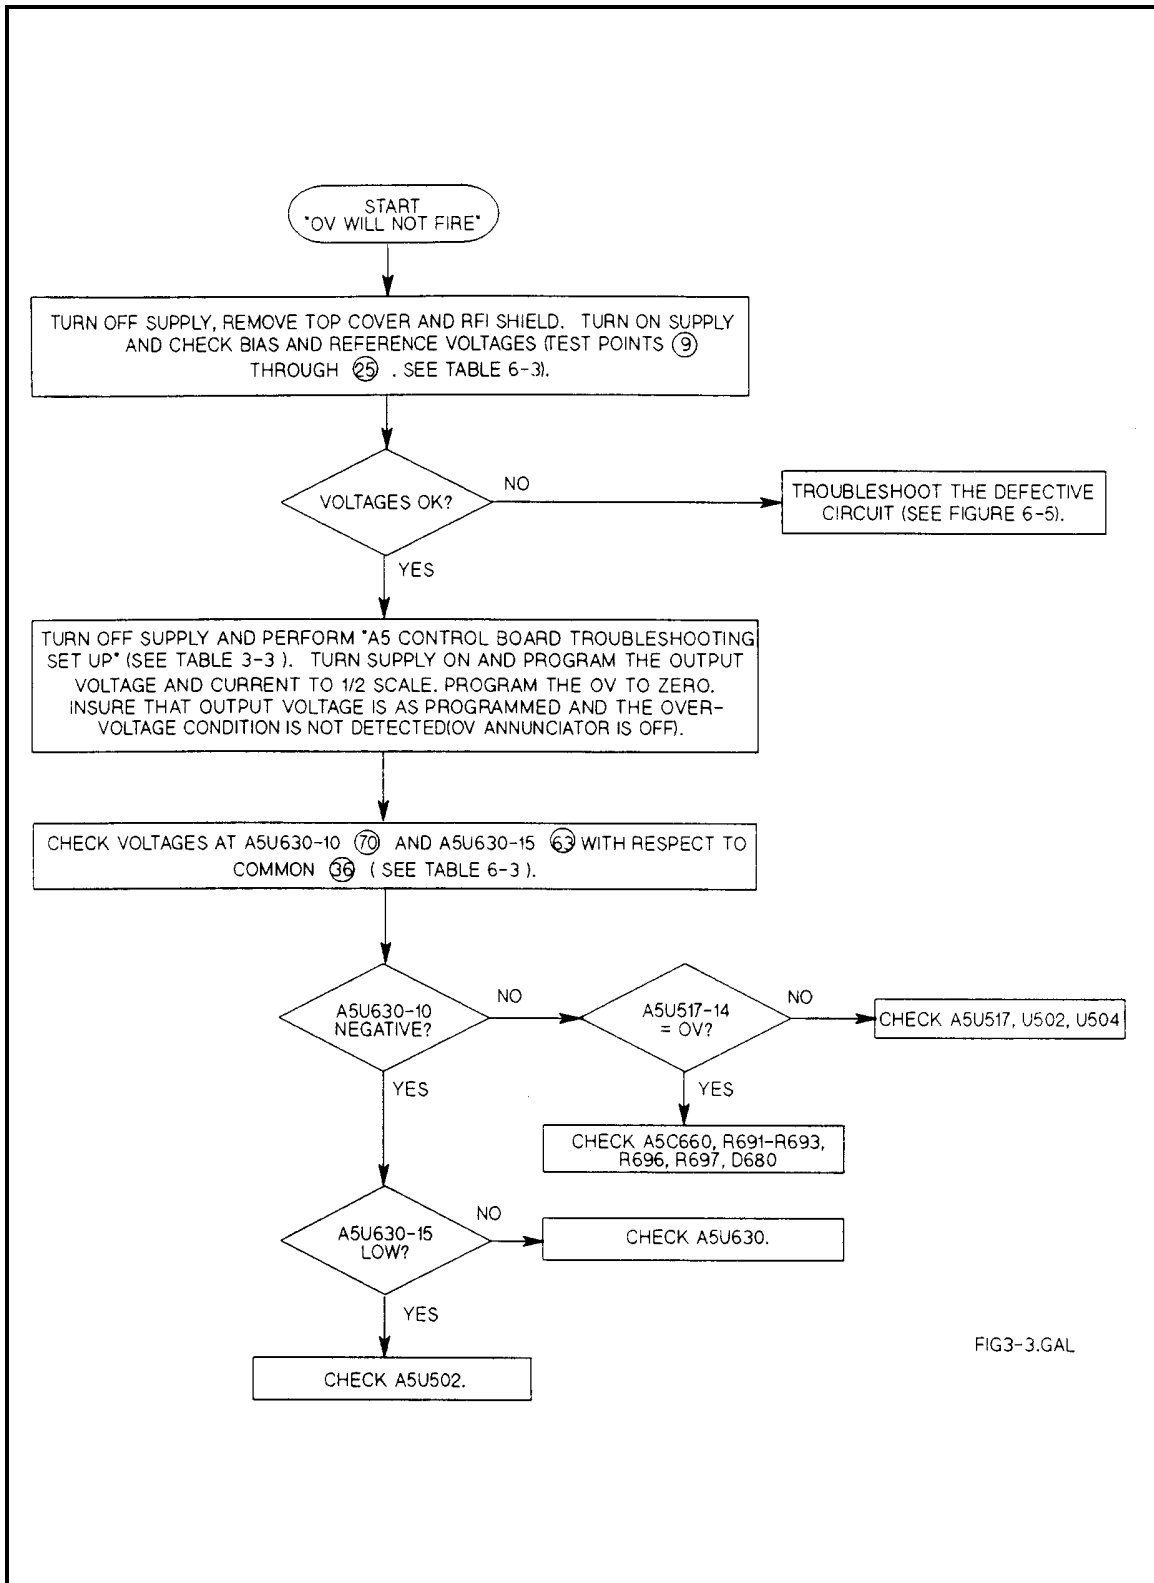 START
"OV WILL NOT FIRE"
TURN OFF SUPPLY, REMOVE TOP COVER AND RFI SHIELD. TURN ON SUPPLY
AND CHECK BIAS AND REFERENCE VOLTAGES (TEST POINTS 9
THROUGH 25 . SEE TABLE 6-3).
VOLTAGES OK?
NO
TROUBLESHOOT THE DEFECTIVE
CIRCUIT (SEE FIGURE 6-5).
YES
TURN OFF SUPPLY AND PERFORM "A5 CONTROL BOARD TROUBLESHOOTING
SET UP" (SEE TABLE 3-3 ). TURN SUPPLY ON AND PROGRAM THE OUTPUT
VOLTAGE AND CURRENT TO 1/2 SCALE. PROGRAM THE OV TO ZERO.
INSURE THAT OUTPUT VOLTAGE IS AS PROGRAMMED AND THE OVER-
VOLTAGE CONDITION IS NOT DETECTED(OV ANNUNCIATOR IS OFF).
CHECK VOLTAGES AT A5U630-10 70 AND A5U630-15 63 WITH RESPECT TO
COMMON 36 ( SEE TABLE 6-3 ).
A5U630-10
NEGATIVE?
NO
A5U517-14
= 0V?
NO
CHECK A5U517, U502, U504
YES
YES
CHECK A5C660, R691-R693,
R696, R697, D680
A5U630-15
LOW?
NO
CHECK A5U630.
YES
CHECK A5U502.
FIG3-3.GAL